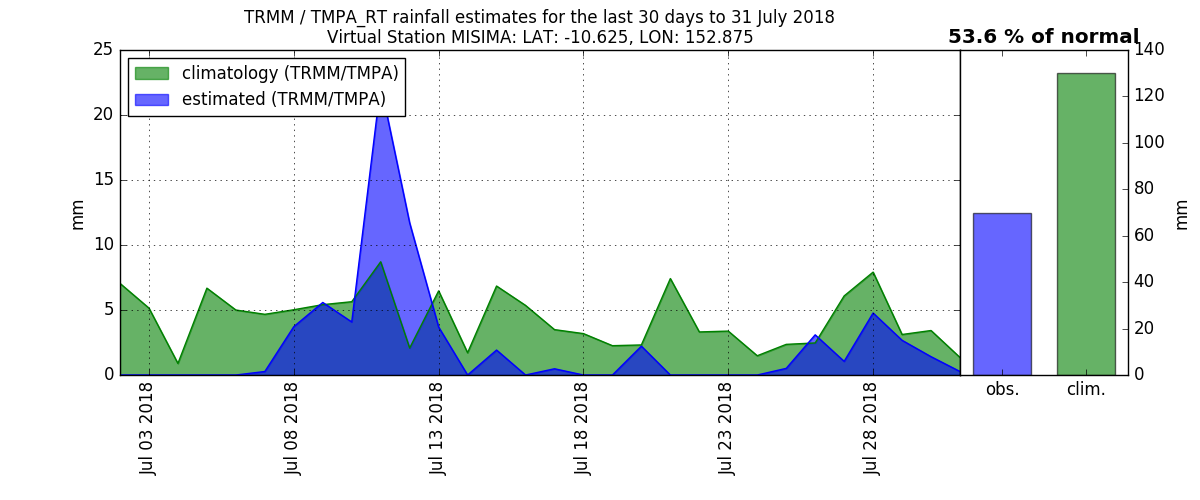 TRMM / TMPA_RT rainfall estimates for the last 30 days to 31 July 2018
Virtual Station MISIMA: LAT: -10.625, LON: 152.875
53.6 % of normal
climatology (TRMM/TMPA)
estimated (TRMM/TMPA)
25
20
15
10
5
0
mm
Jul 03 2018
Jul 08 2018
Jul 13 2018
Jul 18 2018
Jul 23 2018
Jul 28 2018
140
120
100
80
60
40
20
0
mm
obs.
clim.